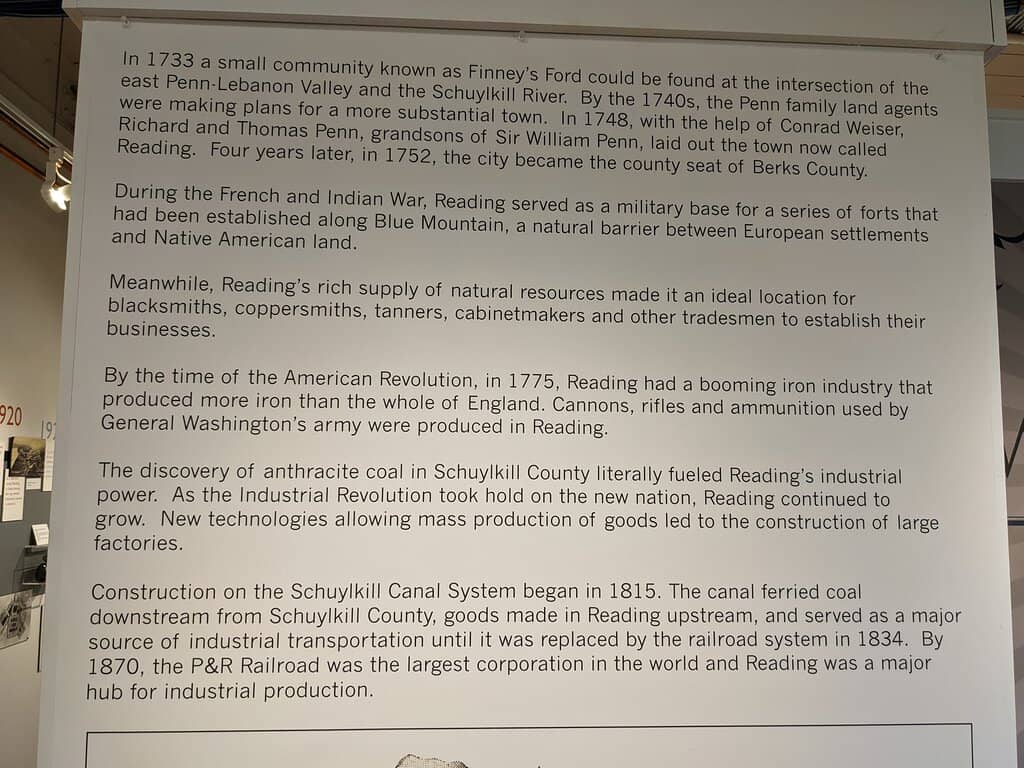 In 1733 a small community known as Finney's Ford could be found at the intersection of the
east Penn-Lebanon Valley and the Schuylkill River. By the 1740s, the Penn family land agents
were making plans for a more substantial town. In 1748, with the help of Conrad Weiser,
Richard and Thomas Penn, grandsons of Sir William Penn, laid out the town now called
Reading. Four years later, in 1752, the city became the county seat of Berks County.
During the French and Indian War, Reading served as a military base for a series of forts that
had been established along Blue Mountain, a natural barrier between European settlements
and Native American land.
Meanwhile, Reading's rich supply of natural resources made it an ideal location for
blacksmiths, coppersmiths, tanners, cabinetmakers and other tradesmen to establish their
businesses.
By the time of the American Revolution, in 1775, Reading had a booming iron industry that
produced more iron than the whole of England. Cannons, rifles and ammunition used by
General Washington's army were produced in Reading.
The discovery of anthracite coal in Schuylkill County literally fueled Reading's industrial
power. As the Industrial Revolution took hold on the new nation, Reading continued to
grow. New technologies allowing mass production of goods led to the construction of large
factories.
Construction on the Schuylkill Canal System began in 1815. The canal ferried coal
downstream from Schuylkill County, goods made in Reading upstream, and served as a major
source of industrial transportation until it was replaced by the railroad system in 1834. By
1870, the P&R Railroad was the largest corporation in the world and Reading was a major
hub for industrial production.
920